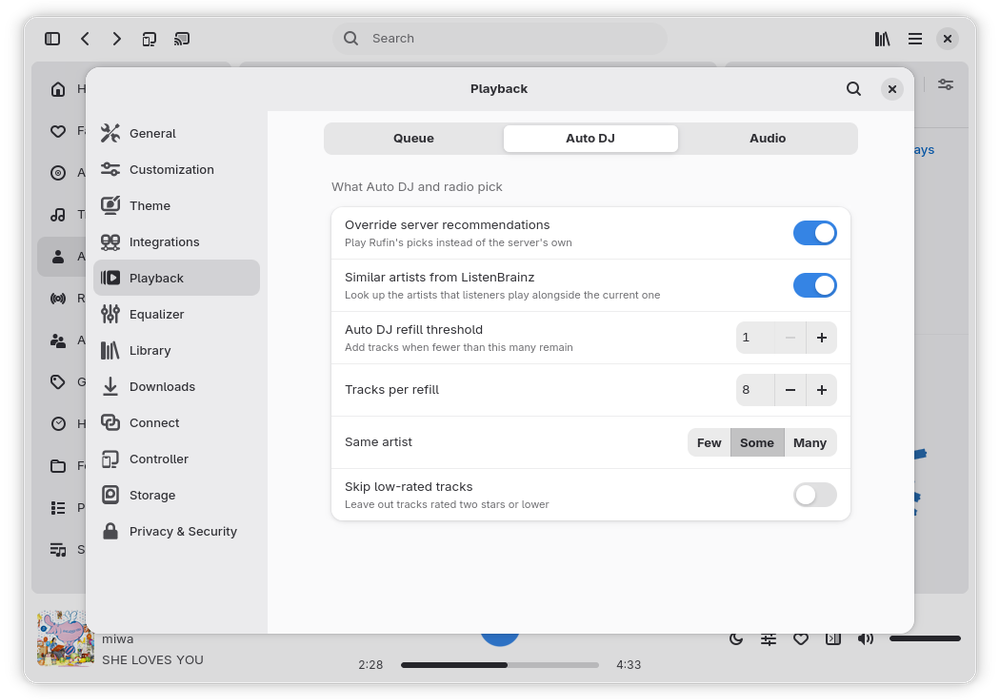 Search
Playback
General
Customization
Theme
Integrations
Playback
Equalizer
Library
Downloads
Connect
Controller
Storage
Privacy & Security
Queue
Auto DJ
Audio
What Auto DJ and radio pick
Override server recommendations
Play Rufin's picks instead of the server's own
Similar artists from ListenBrainz
Look up the artists that listeners play alongside the current one
Auto DJ refill threshold
Add tracks when fewer than this many remain
1
Tracks per refill
8
Same artist
Few
Some
Many
Skip low-rated tracks
Leave out tracks rated two stars or lower
miwa
SHE LOVES YOU
2:28
4:33